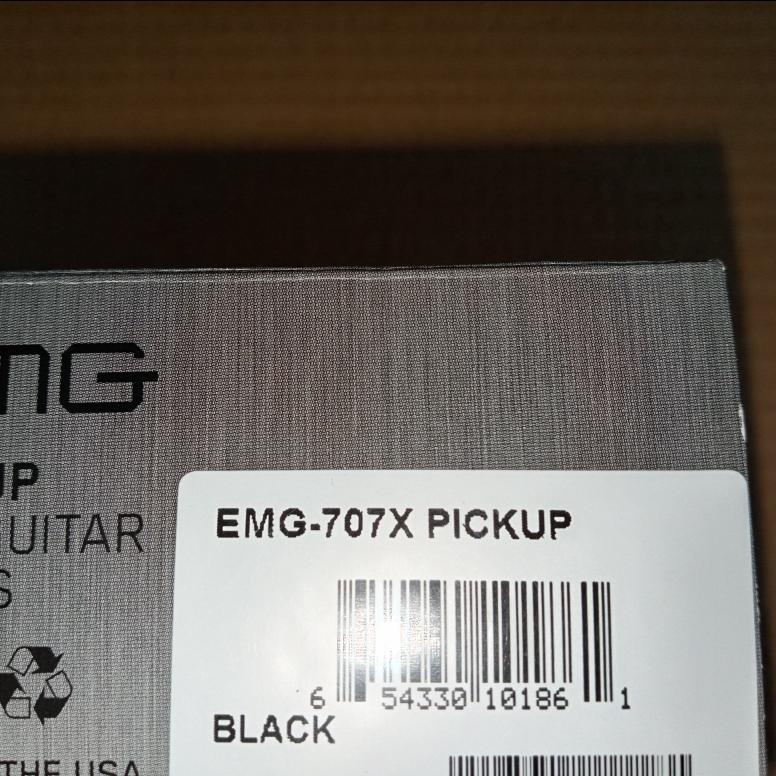 MG
UP
UITAR
S
THE USA
EMG-707X PICKUP
6 54330 10186 1
BLACK